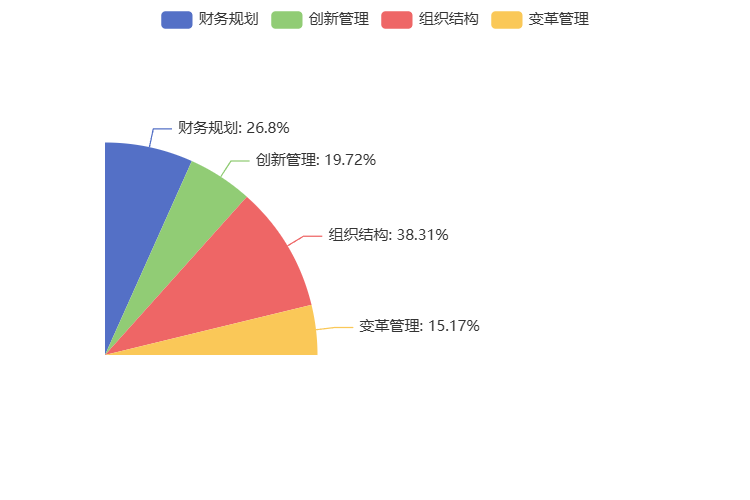 财务规划 创新管理 组织结构 变革管理
财务规划: 26.8%
创新管理: 19.72%
组织结构: 38.31%
变革管理: 15.17%